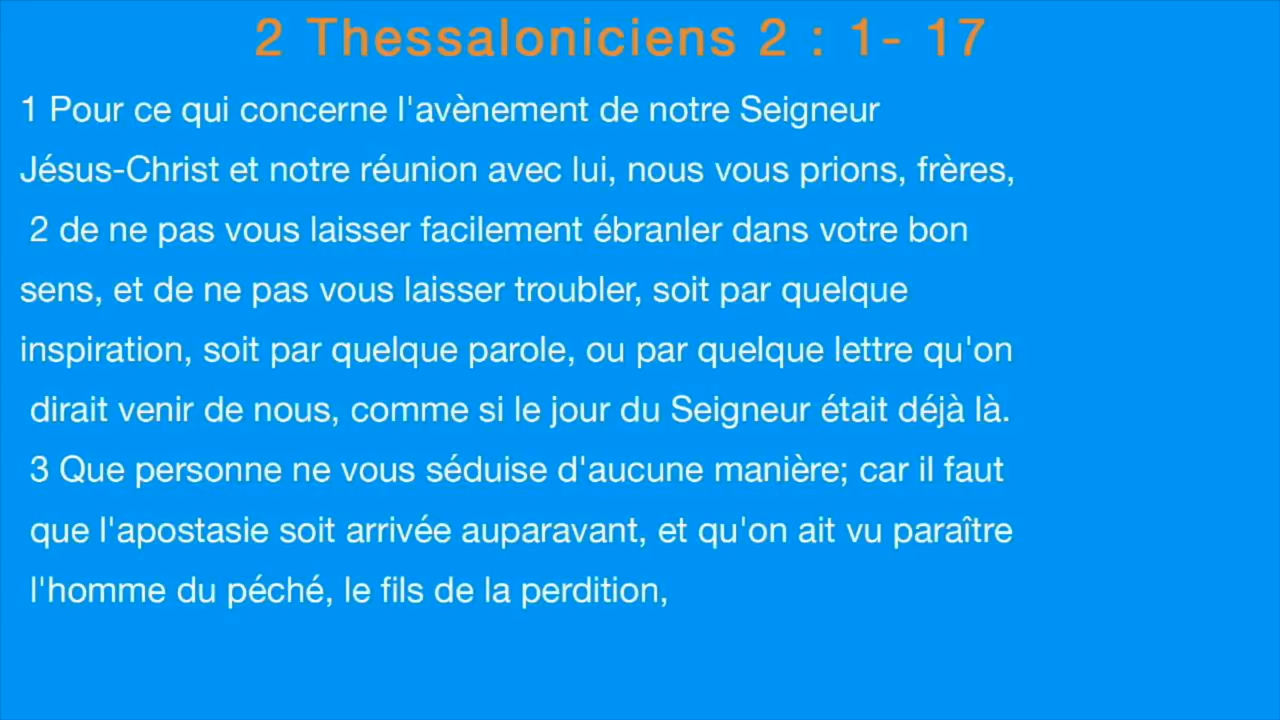 2 Thessaloniciens 2 : 1- 17
1 Pour ce qui concerne l'avènement de notre Seigneur
Jésus-Christ et notre réunion avec lui, nous vous prions, frères,
2 de ne pas vous laisser facilement ébranler dans votre bon
sens, et de ne pas vous laisser troubler, soit par quelque
inspiration, soit par quelque parole, ou par quelque lettre qu'on
dirait venir de nous, comme si le jour du Seigneur était déjà là.
3 Que personne ne vous séduise d'aucune manière; car il faut
que l'apostasie soit arrivée auparavant, et qu'on ait vu paraître
l'homme du péché, le fils de la perdition,